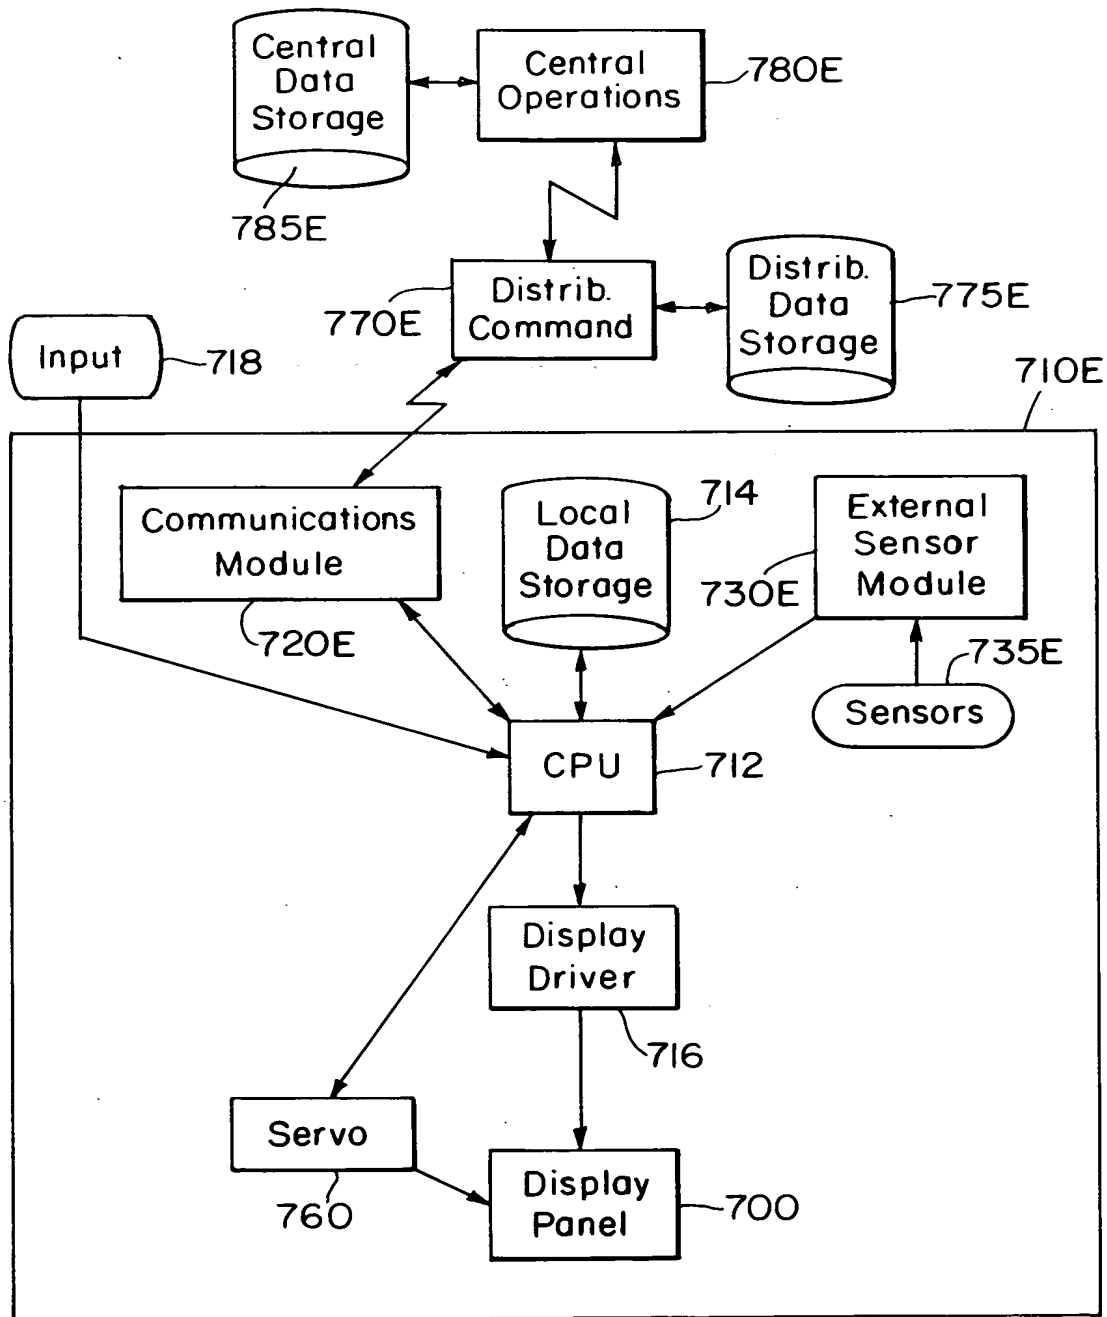 Central
Data
Storage
785E
Central
Operations
780E
Distrib.
Command
770E
Distrib.
Data
Storage
775E
Input
718
710E
Communications
Module
720E
Local
Data
Storage
714
External
Sensor
Module
730E
735E
Sensors
CPU
712
Display
Driver
716
Servo
760
Display
Panel
700